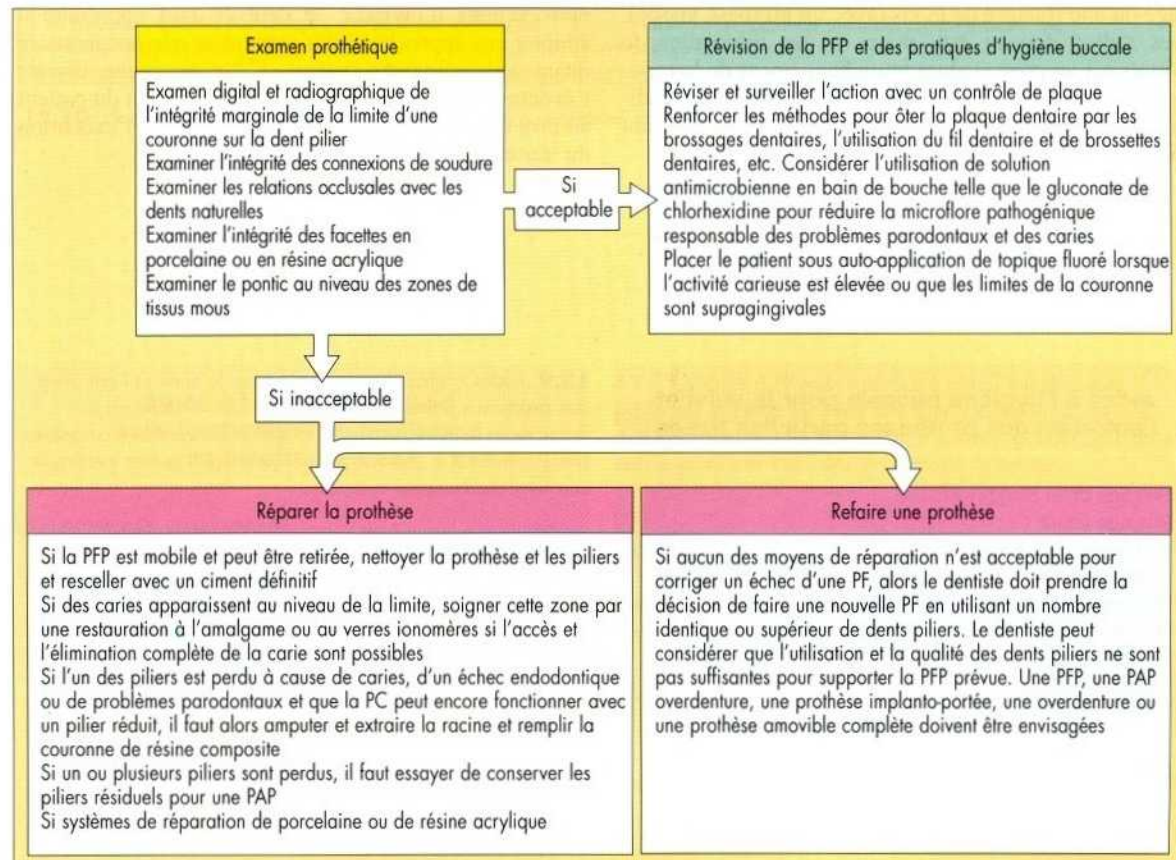 Examen prothétique
Examen digital et radiographique de
l'intégrité marginale de la limite d'une
couronne sur la dent pilier
Examiner l'intégrité des connexions de soudure
Examiner les relations occlusales avec les
dents naturelles
Examiner l'intégrité des facettes en
porcelaine ou en résine acrylique
Examiner le pontic au niveau des zones de
tissus mous
Si
acceptable
Révision de la PFP et des pratiques d'hygiène buccale
Réviser et surveiller l'action avec un contrôle de plaque
Renforcer les méthodes pour ôter la plaque dentaire par les
brossages dentaires, l'utilisation du fil dentaire et de brossettes
dentaires, etc. Considérer l'utilisation de solution
antimicrobienne en bain de bouche telle que le gluconate de
chlorhexidine pour réduire la microflore pathogénique
responsable des problèmes parodontaux et des caries
Placer le patient sous auto-application de topique fluoré lorsque
l'activité carieuse est élevée ou que les limites de la couronne
sont supragingivales
Si inacceptable
Réparer la prothèse
Si la PFP est mobile et peut être retirée, nettoyer la prothèse et les piliers
et resceller avec un ciment définitif
Si des caries apparaissent au niveau de la limite, soigner cette zone par
une restauration à l'amalgame ou au verres ionomères si l'accès et
l'élimination complète de la carie sont possibles
Si l'un des piliers est perdu à cause de caries, d'un échec endodontique
ou de problèmes parodontaux et que la PC peut encore fonctionner avec
un pilier réduit, il faut alors amputer et extraire la racine et remplir la
couronne de résine composite
Si un ou plusieurs piliers sont perdus, il faut essayer de conserver les
piliers résiduels pour une PAP
Si systèmes de réparation de porcelaine ou de résine acrylique
Refaire une prothèse
Si aucun des moyens de réparation n'est acceptable pour
corriger un échec d'une PF, alors le dentiste doit prendre la
décision de faire une nouvelle PF en utilisant un nombre
identique ou supérieur de dents piliers. Le dentiste peut
considérer que l'utilisation et la qualité des dents piliers ne sont
pas suffisantes pour supporter la PFP prévue. Une PFP, une PAP
overdenture, une prothèse implanto-portée, une overdenture ou
une prothèse amovible complète doivent être envisagées